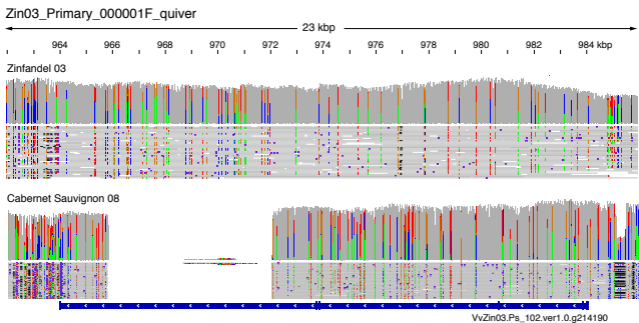 Zin03_Primary_000001F_quiver
23 kbp
964 966 968 970 972 974 976 978 980 982 984 kbp
Zinfandel 03
Cabernet Sauvignon 08
VvZin03.Ps_102.ver1.0.g214190